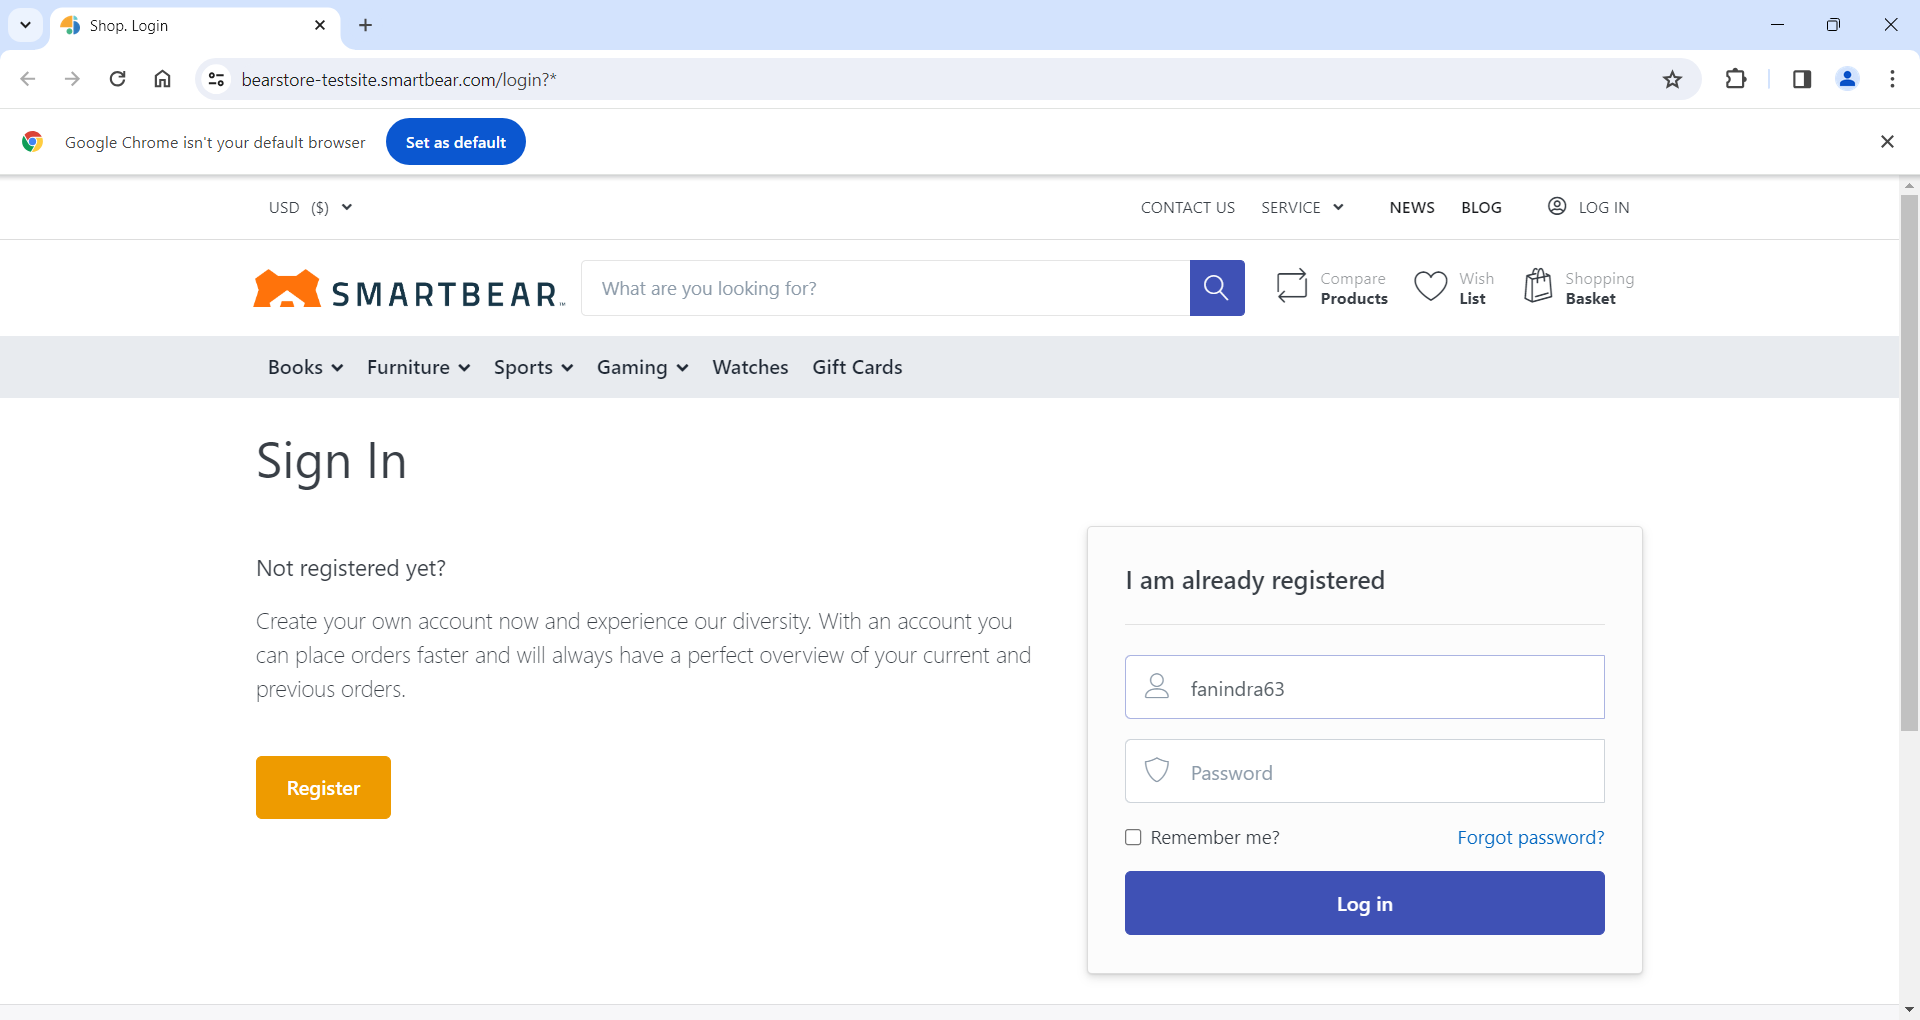 Shop. Login
bearstore-testsite.smartbear.com/login?*
Google Chrome isn't your default browser
Set as default
USD ($)
CONTACT US
SERVICE
NEWS
BLOG
LOG IN
SMARTBEAR™
What are you looking for?
Compare
Products
Wish
List
Shopping
Basket
Books
Furniture
Sports
Gaming
Watches
Gift Cards
Sign In
Not registered yet?
Create your own account now and experience our diversity. With an account you
can place orders faster and will always have a perfect overview of your current and
previous orders.
Register
I am already registered
fanindra63
Password
Remember me?
Forgot password?
Log in